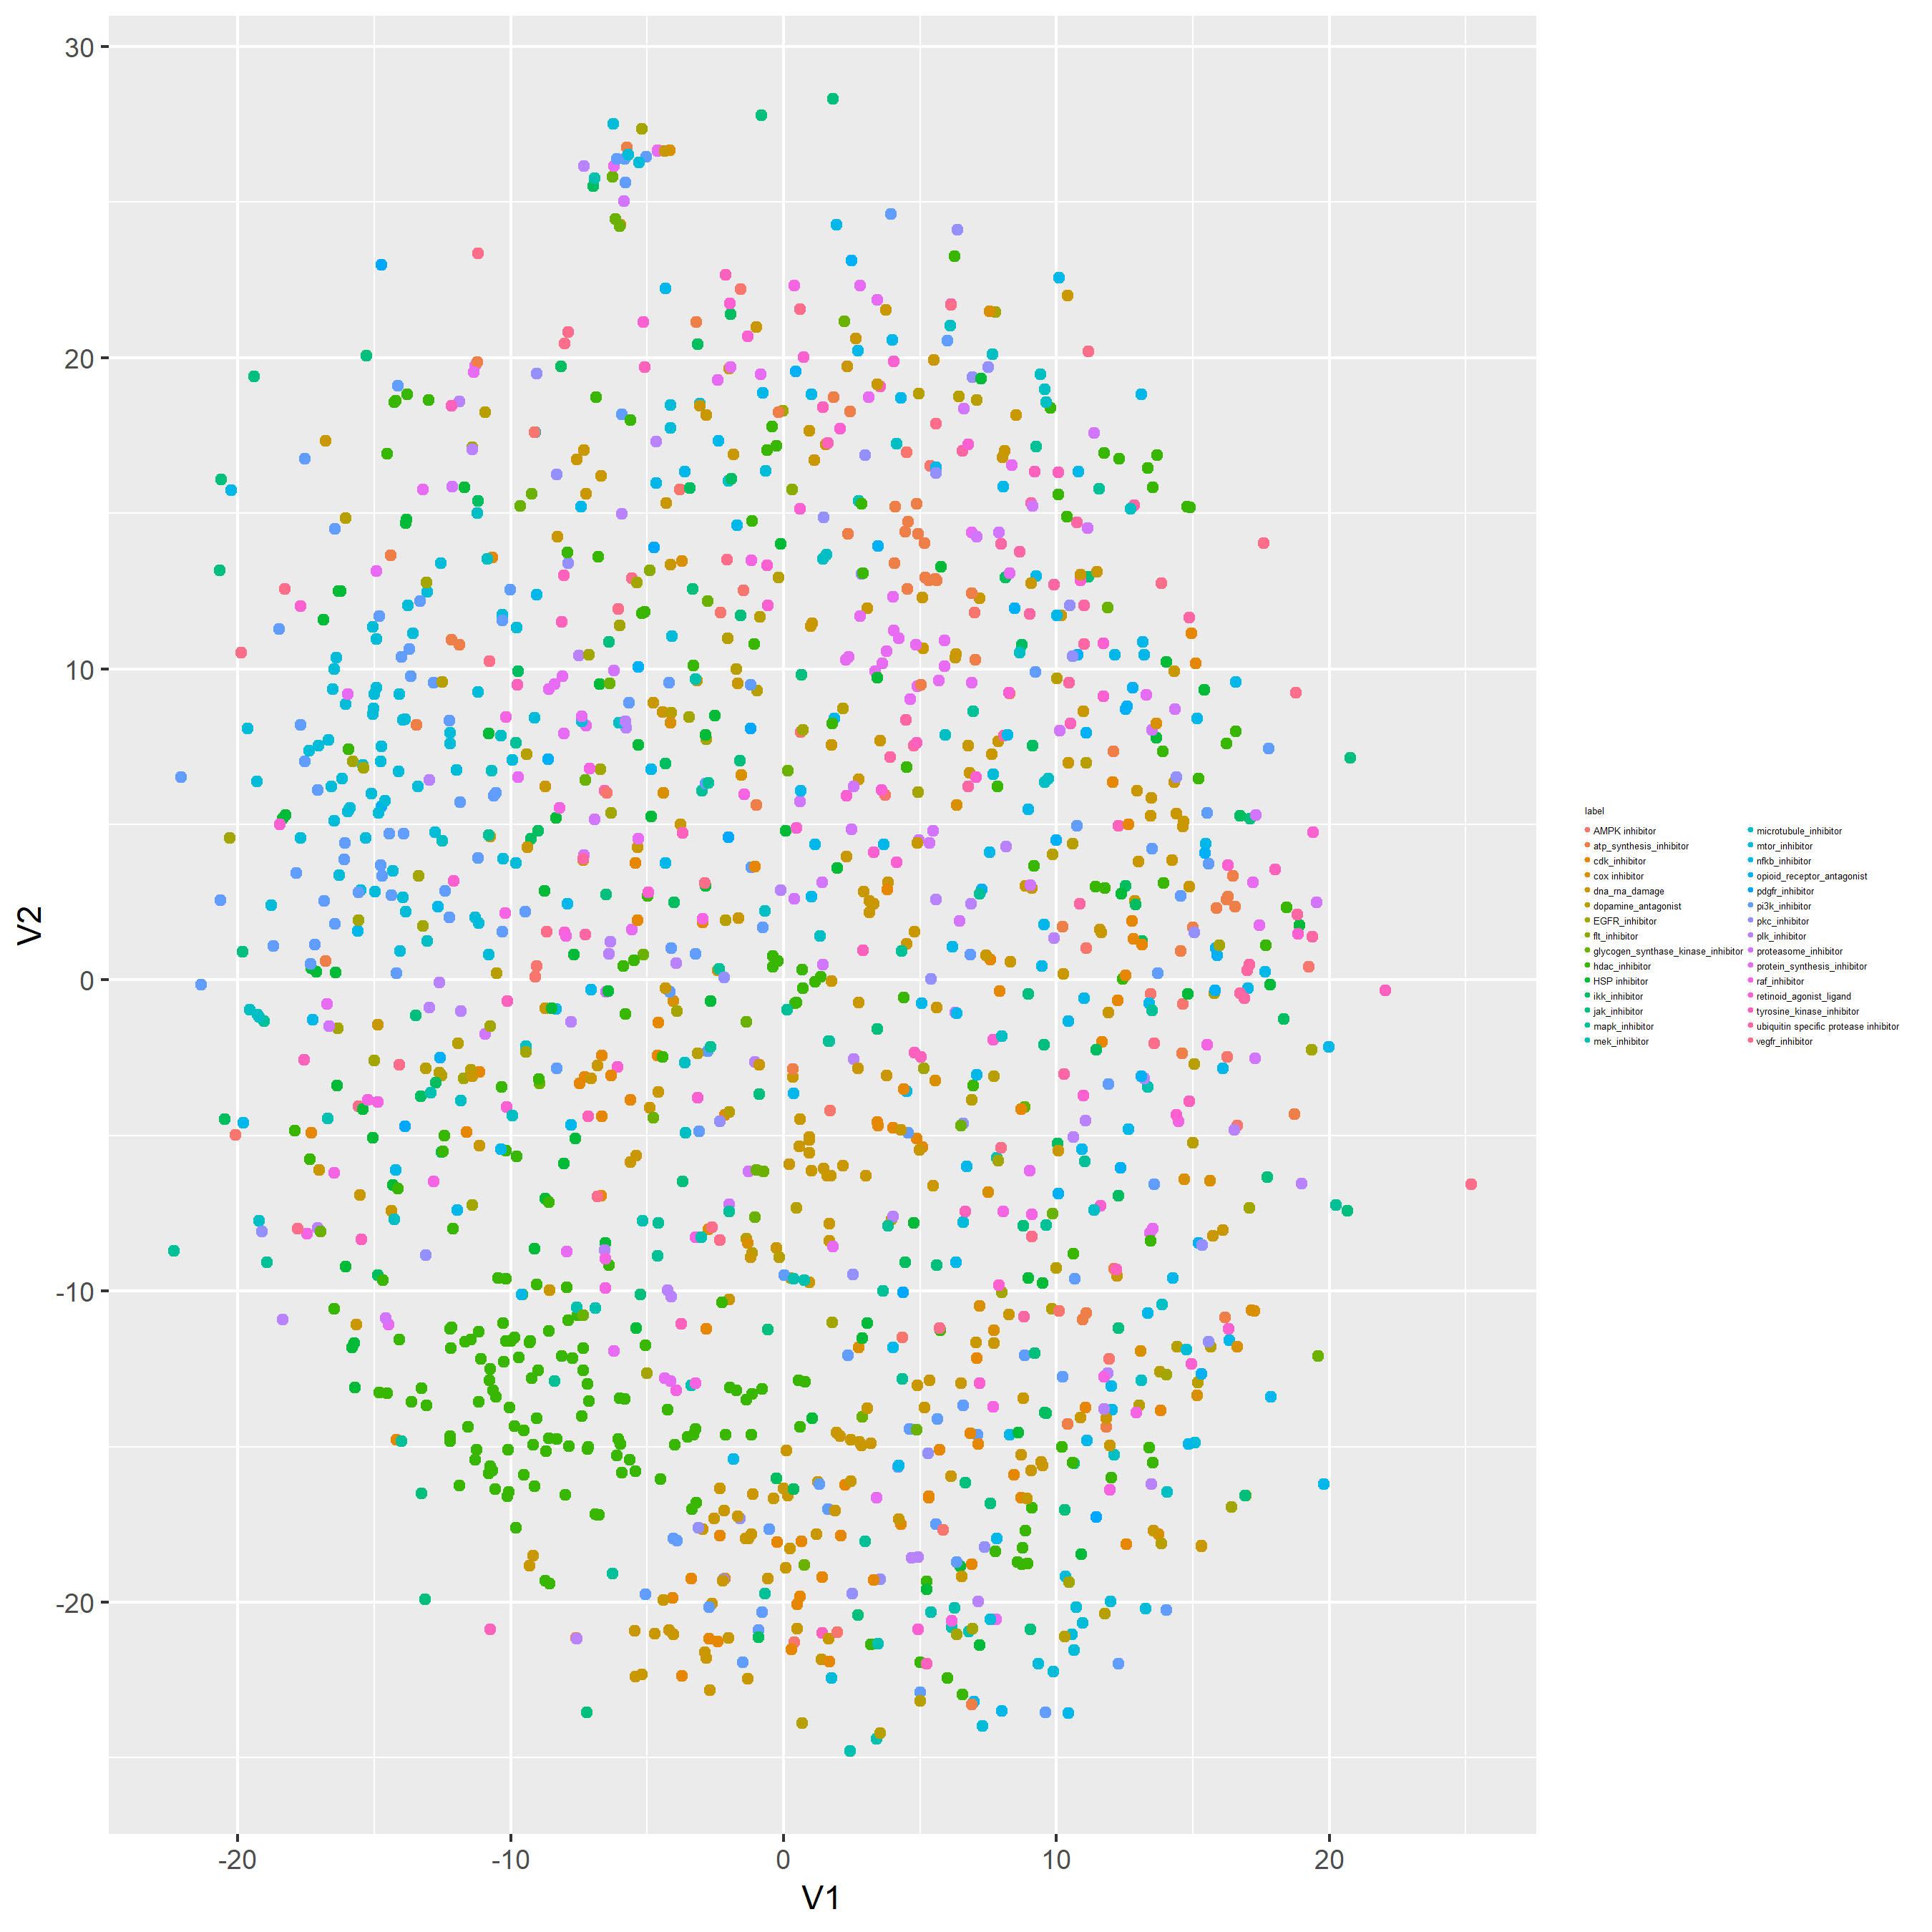 30
20
10
0
-10
-20
V2
-20
-10
0
10
20
V1
label
AMPK inhibitor
atp_synthesis_inhibitor
cdk_inhibitor
cox inhibitor
dna_rna_damage
dopamine_antagonist
EGFR_inhibitor
flt_inhibitor
glycogen_synthase_kinase_inhibitor
hdac_inhibitor
HSP inhibitor
ikk_inhibitor
jak_inhibitor
mapk_inhibitor
mek_inhibitor
microtubule_inhibitor
mtor_inhibitor
nfkb_inhibitor
opioid_receptor_antagonist
pdgfr_inhibitor
pi3k_inhibitor
pkc_inhibitor
plk_inhibitor
proteasome_inhibitor
protein_synthesis_inhibitor
raf_inhibitor
retinoid_agonist_ligand
tyrosine_kinase_inhibitor
ubiquitin specific protease inhibitor
vegfr_inhibitor